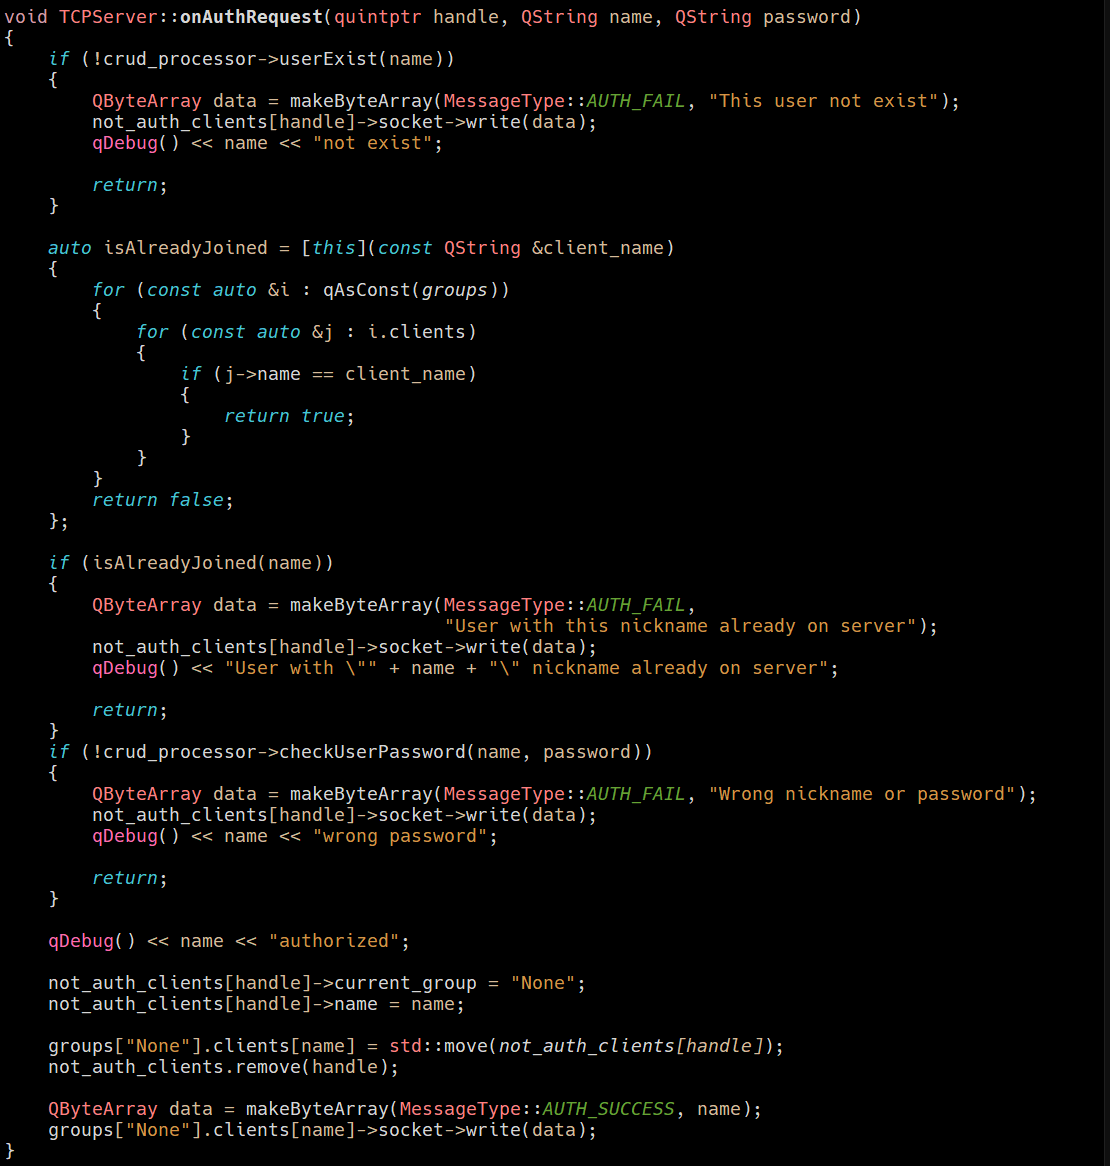 void TCPServer::onAuthRequest(quintptr handle, QString name, QString password)
{
    if (!crud_processor->userExist(name))
    {
        QByteArray data = makeByteArray(MessageType::AUTH_FAIL, "This user not exist");
        not_auth_clients[handle]->socket->write(data);
        qDebug() << name << "not exist";

        return;
    }

    auto isAlreadyJoined = [this](const QString &client_name)
    {
        for (const auto &i : qAsConst(groups))
        {
            for (const auto &j : i.clients)
            {
                if (j->name == client_name)
                {
                    return true;
                }
            }
        }
        return false;
    };

    if (isAlreadyJoined(name))
    {
        QByteArray data = makeByteArray(MessageType::AUTH_FAIL,
                                        "User with this nickname already on server");
        not_auth_clients[handle]->socket->write(data);
        qDebug() << "User with \"" + name + "\" nickname already on server";

        return;
    }
    if (!crud_processor->checkUserPassword(name, password))
    {
        QByteArray data = makeByteArray(MessageType::AUTH_FAIL, "Wrong nickname or password");
        not_auth_clients[handle]->socket->write(data);
        qDebug() << name << "wrong password";

        return;
    }

    qDebug() << name << "authorized";

    not_auth_clients[handle]->current_group = "None";
    not_auth_clients[handle]->name = name;

    groups["None"].clients[name] = std::move(not_auth_clients[handle]);
    not_auth_clients.remove(handle);

    QByteArray data = makeByteArray(MessageType::AUTH_SUCCESS, name);
    groups["None"].clients[name]->socket->write(data);
}